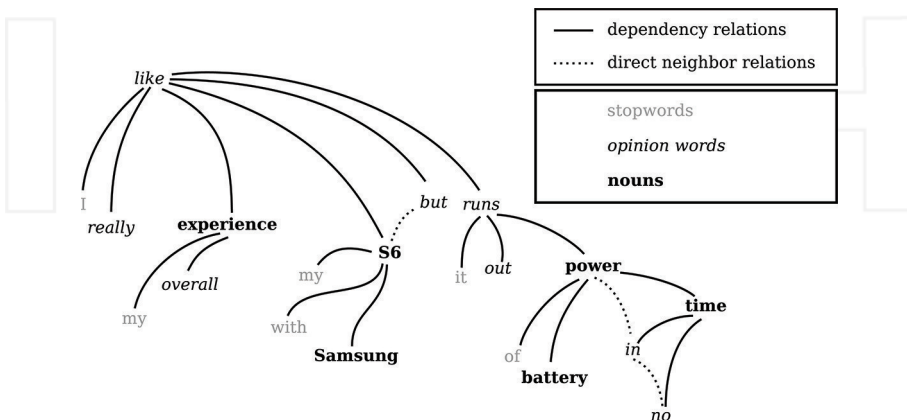 dependency relations
direct neighbor relations
stopwords
opinion words
nouns
like
I
really
experience
overall
my
but
runs
S6
my
with
Samsung
it
out
power
time
of
battery
in
no